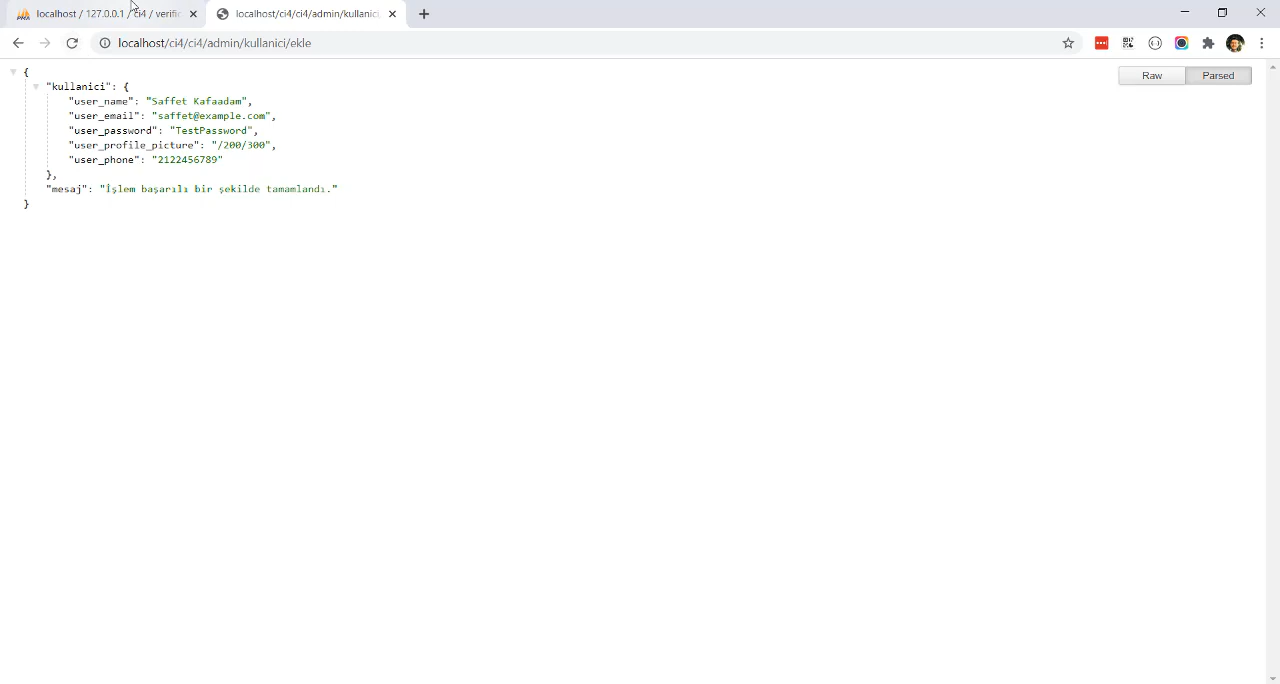 localhost / 127.0.0.1 / ci4 / verific
localhost/ci4/ci4/admin/kullanici
localhost/ci4/ci4/admin/kullanici/ekle
Raw
Parsed
{
"kullanici": {
"user_name": "Saffet Kafaadam",
"user_email": "saffet@example.com",
"user_password": "TestPassword",
"user_profile_picture": "/200/300",
"user_phone": "2122456789"
},
"mesaj": "İşlem başarılı bir şekilde tamamlandı."
}